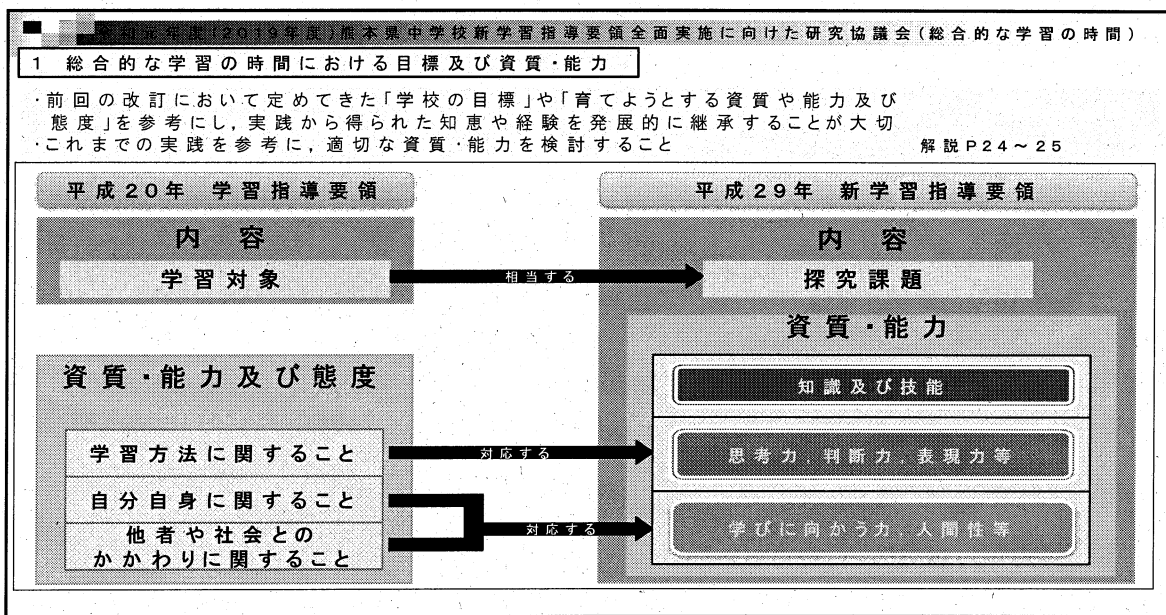 令和元年度(2019年度)熊本県中学校新学習指導要領全面実施に向けた研究協議会(総合的な学習の時間)
1 総合的な学習の時間における目標及び資質・能力
・前回の改訂において定めてきた「学校の目標」や「育てようとする資質や能力及び
態度」を参考にし,実践から得られた知恵や経験を発展的に継承することが大切
・これまでの実践を参考に,適切な資質・能力を検討すること
解説P24~25
平成20年 学習指導要領
平成29年 新学習指導要領
内容
学習対象
相当する
内容
探究課題
資質・能力
資質・能力及び態度
知識及び技能
学習方法に関すること
対応する
思考力 判断力,表現力等
自分自身に関すること
他者や社会との
かかわりに関すること
対応する
学びに向かう力,人間性等